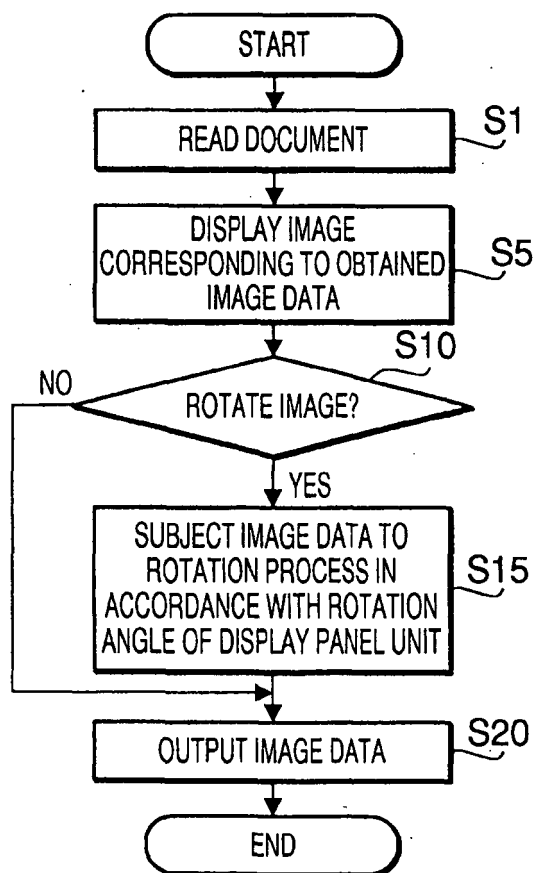 START
READ DOCUMENT
S1
DISPLAY IMAGE
CORRESPONDING TO OBTAINED
IMAGE DATA
S5
S10
ROTATE IMAGE?
NO
YES
SUBJECT IMAGE DATA TO
ROTATION PROCESS IN
ACCORDANCE WITH ROTATION
ANGLE OF DISPLAY PANEL UNIT
S15
OUTPUT IMAGE DATA
S20
END